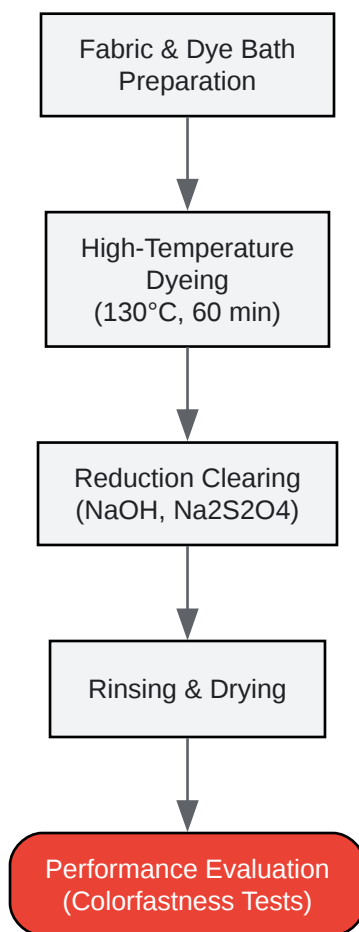 Fabric & Dye Bath
Preparation
High-Temperature
Dyeing
(130°C, 60 min)
Reduction Clearing
(NaOH, Na2S2O4)
Rinsing & Drying
Performance Evaluation
(Colorfastness Tests)